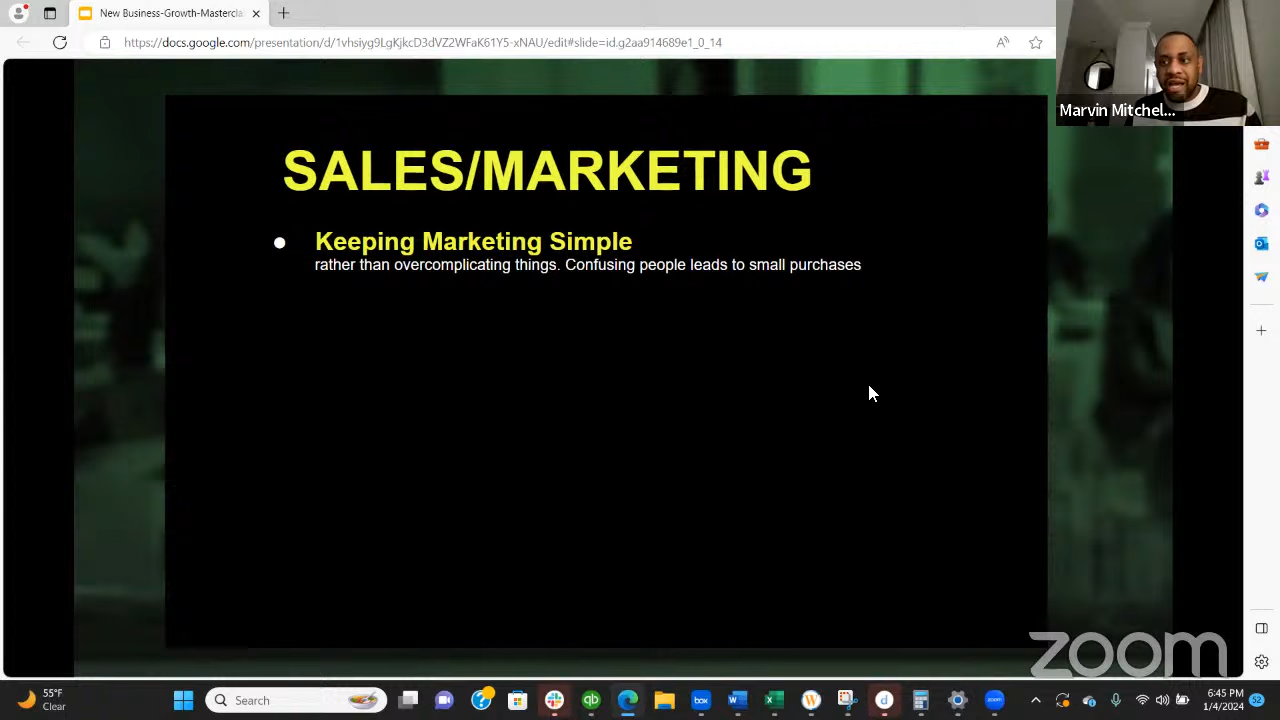 New Business-Growth-Mastercla
https://docs.google.com/presentation/d/1vhsiyg9LgKjkcD3dVZ2WFaK61Y5-xNAU/edit#slide=id.g2aa914689e1_0_14
Marvin Mitchel...
SALES/MARKETING
Keeping Marketing Simple
rather than overcomplicating things. Confusing people leads to small purchases
zoom
55°F
Clear
Search
6:45 PM
1/4/2024
52